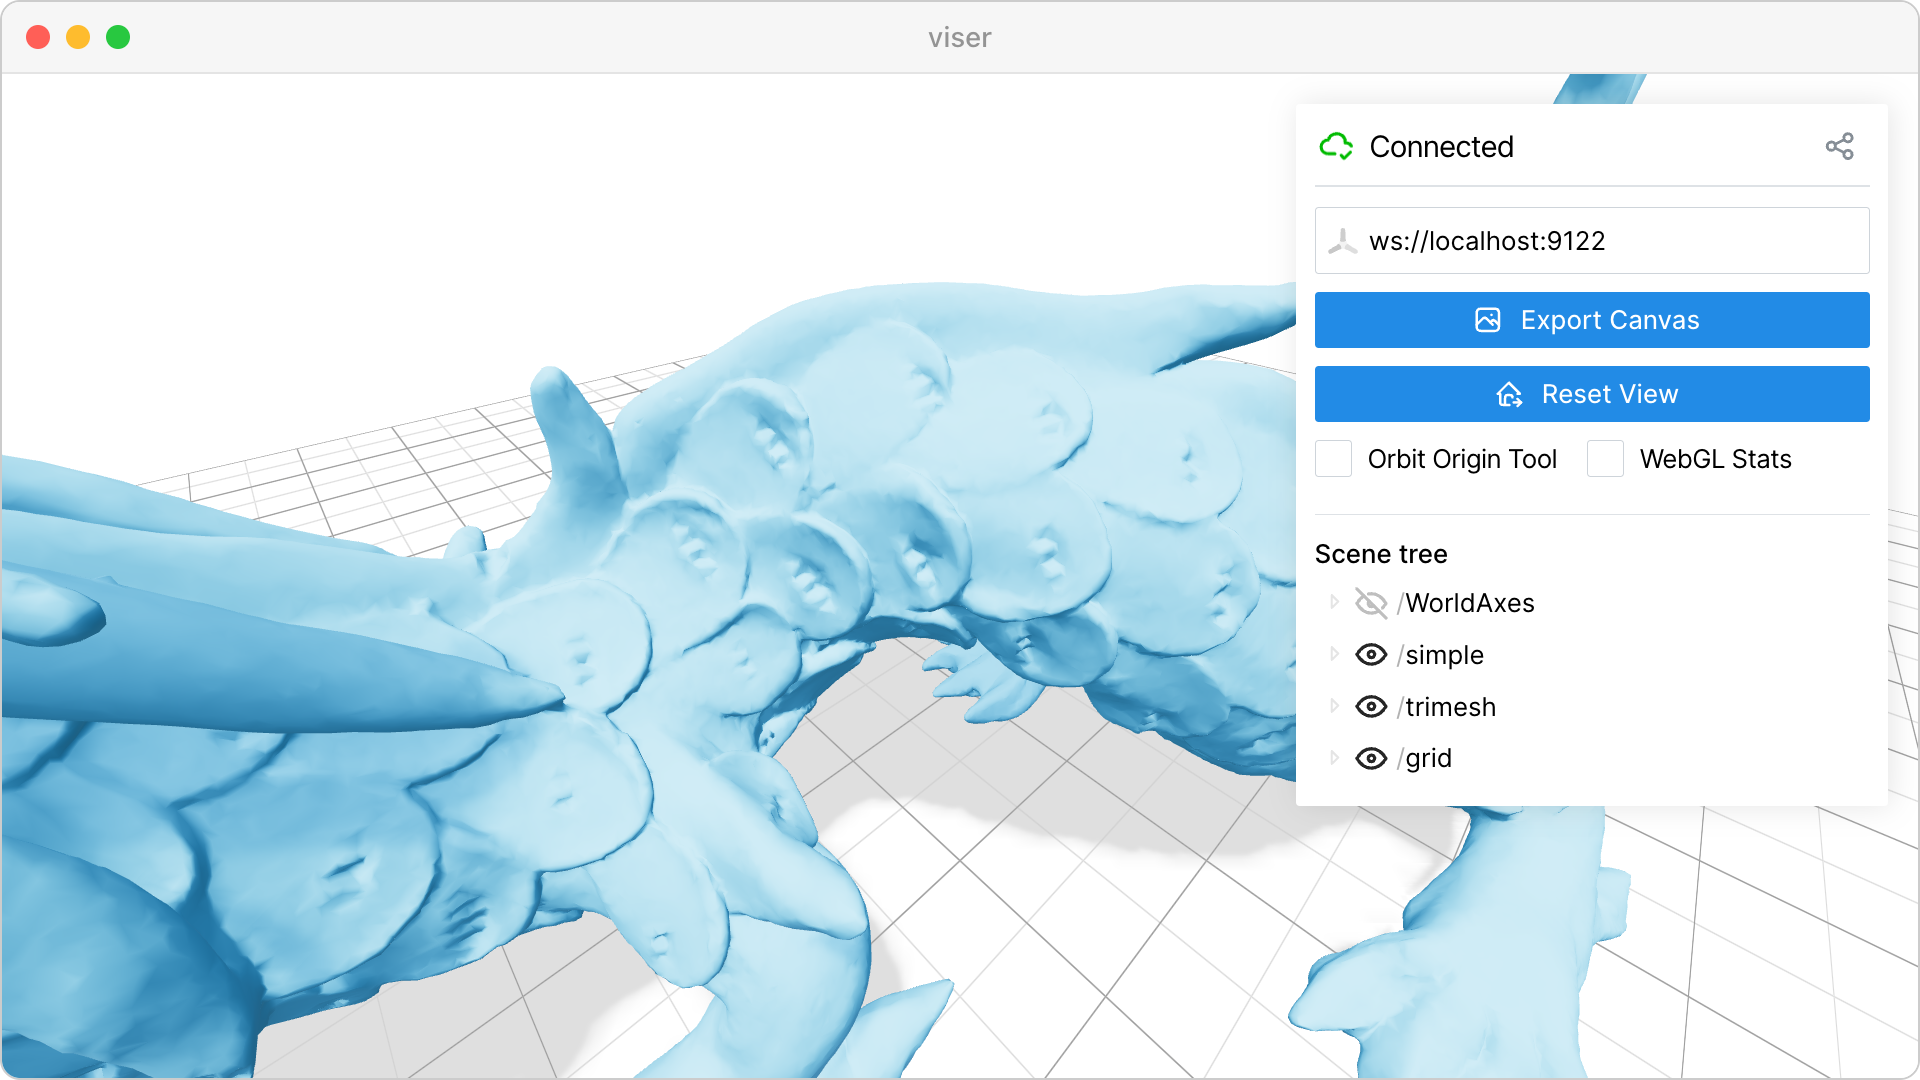 viser
Connected
ws://localhost:9122
Export Canvas
Reset View
Orbit Origin Tool WebGL Stats
Scene tree
/WorldAxes
/simple
/trimesh
/grid